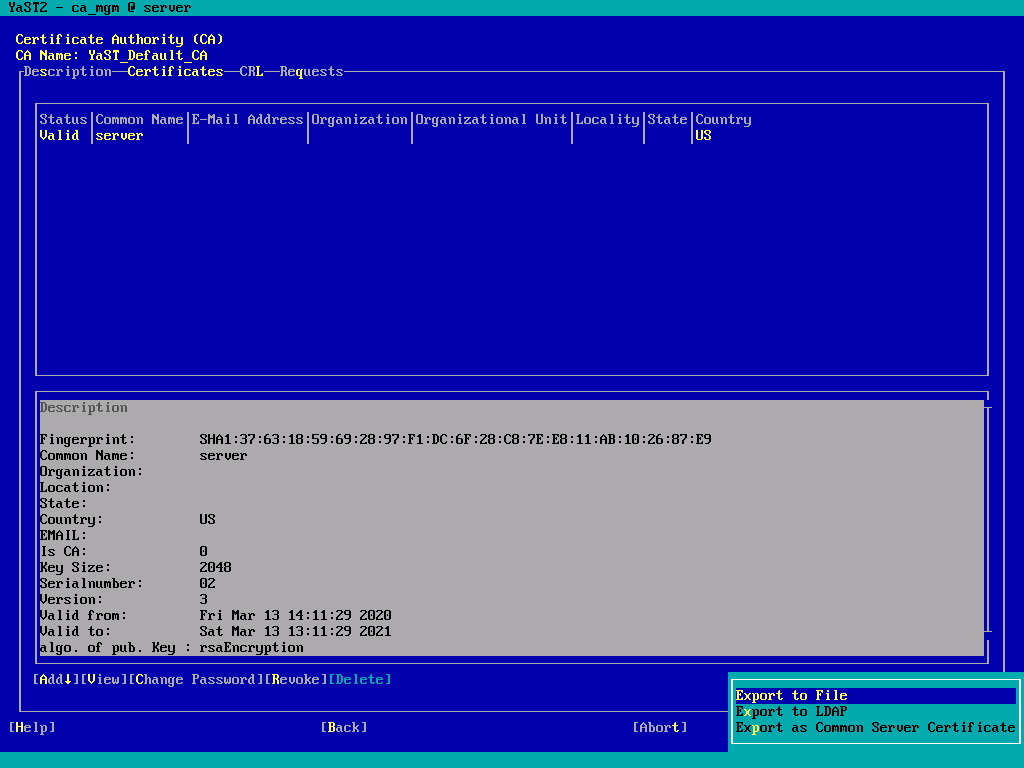 YaST2 - ca_mgm @ server
Certificate Authority (CA)
CA Name: YaST_Default_CA
Description Certificates CRL Requests
Status Common Name E-Mail Address Organization Organizational Unit Locality State Country
Valid server US
Description
Fingerprint: SHA1:37:63:18:59:69:28:97:F1:DC:6F:28:C8:7E:E8:11:AB:10:26:87:E9
Common Name: server
Organization:
Location:
State:
Country: US
EMAIL:
Is CA: 0
Key Size: 2048
Serialnumber: 02
Version: 3
Valid from: Fri Mar 13 14:11:29 2020
Valid to: Sat Mar 13 13:11:29 2021
algo. of pub. Key : rsaEncryption
[Add↓][View][Change Password][Revoke][Delete]
Export to File
Export to LDAP
Export as Common Server Certificate
[Help] [Back] [Abort]